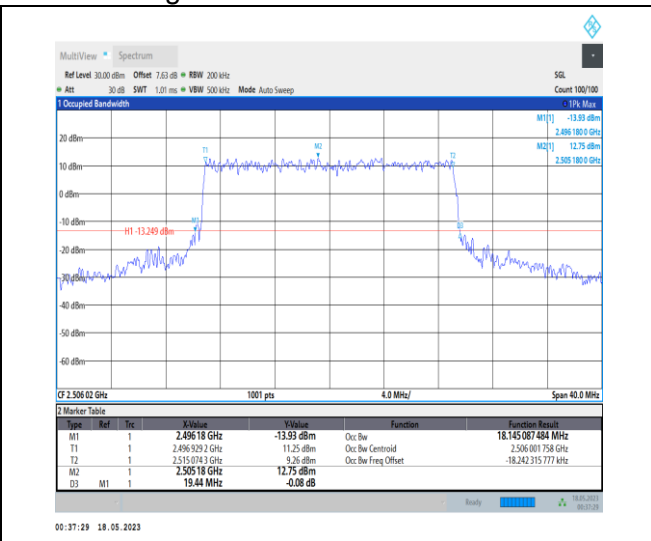 MultiView Spectrum
Ref Level 30.00 dBm Offset 7.63 dB RBW 200 kHz SGL
Att 30 dB SWT 1.01 ms VBW 500 kHz Mode Auto Sweep Count 100/100
1 Occupied Bandwidth 1Pk Max
M1[1] -13.93 dBm
2.496 180 0 GHz
M2[1] 12.75 dBm
2.505 180 0 GHz
20 dBm
T1 M2 T2
10 dBm
0 dBm
-10 dBm
M1
H1 -13.249 dBm
D3
-20 dBm
-30 dBm
-40 dBm
-50 dBm
-60 dBm
CF 2.506 02 GHz 1001 pts 4.0 MHz/ Span 40.0 MHz
2 Marker Table
Type Ref Trc X-Value Y-Value Function Function Result
M1 1 2.496 18 GHz -13.93 dBm Occ Bw 18.145 087 484 MHz
T1 1 2.496 929 2 GHz 11.25 dBm Occ Bw Centroid 2.506 001 758 GHz
T2 1 2.515 074 3 GHz 9.26 dBm Occ Bw Freq Offset -18.242 315 777 kHz
M2 1 2.505 18 GHz 12.75 dBm
D3 M1 1 19.44 MHz -0.08 dB
Ready 18.05.2023
00:37:29
00:37:29 18.05.2023